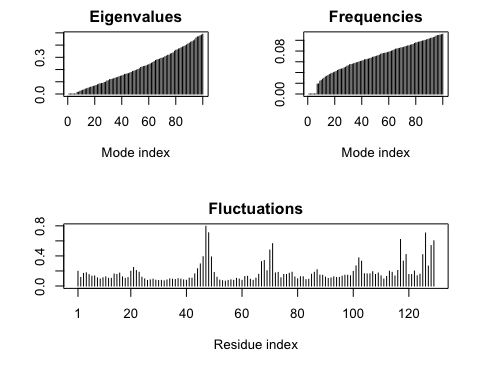 Eigenvalues
0.3
0.0
0 20 40 60 80
Mode index
Frequencies
0.08
0.00
0 20 40 60 80
Mode index
Fluctuations
0.8
0.4
0.0
1 20 40 60 80 100 120
Residue index